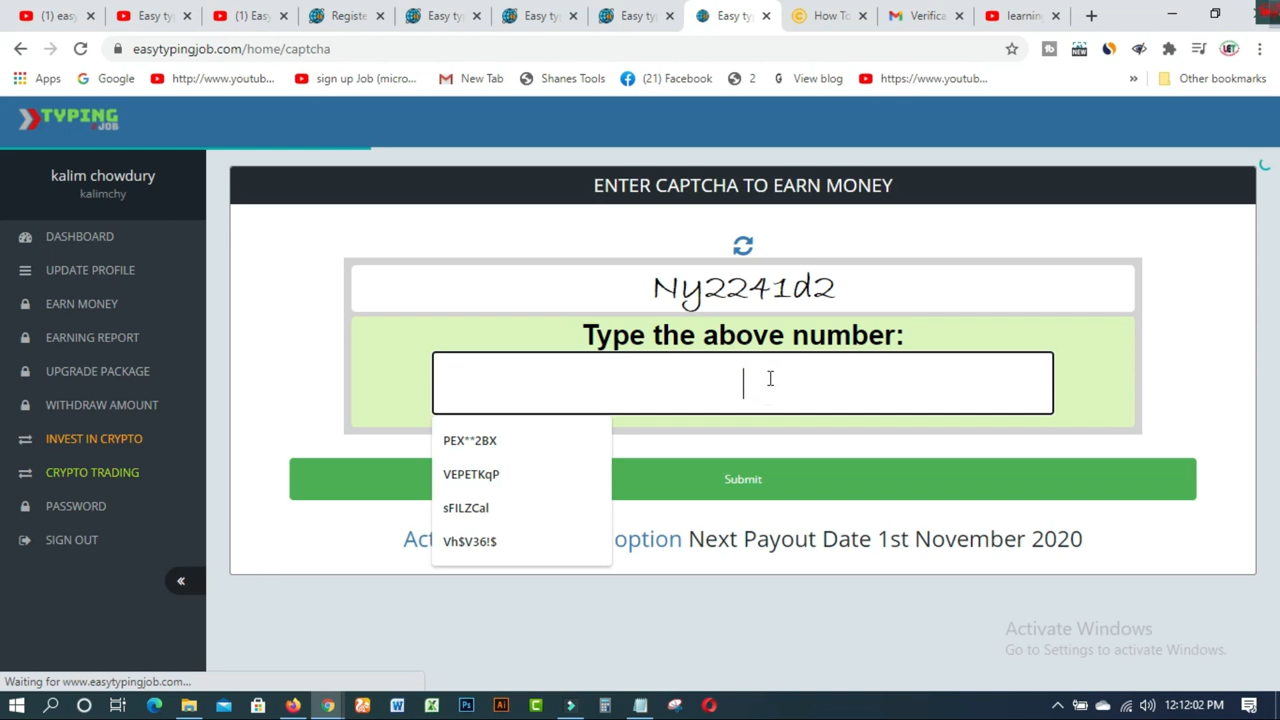 (1) easy
Easy ty
(1) Easy
Registe
Easy ty
Easy ty
Easy ty
Easy ty
How To
Verifica
learning
easytypingjob.com/home/captcha
NEW
Apps
Google
http://www.youtub...
sign up Job (micro...
New Tab
Shanes Tools
(21) Facebook
2
View blog
https://www.youtub...
»
Other bookmarks
TYPING JOB
kalim chowdury
kalimchy
DASHBOARD
UPDATE PROFILE
EARN MONEY
EARNING REPORT
UPGRADE PACKAGE
WITHDRAW AMOUNT
INVEST IN CRYPTO
CRYPTO TRADING
PASSWORD
SIGN OUT
«
ENTER CAPTCHA TO EARN MONEY
Ny2241d2
Type the above number:
PEX**2BX
VEPETKqP
sFILZCal
Vh$V36!$
Submit
Act option Next Payout Date 1st November 2020
Activate Windows
Go to Settings to activate Windows.
Waiting for www.easytypingjob.com...
12:12:02 PM